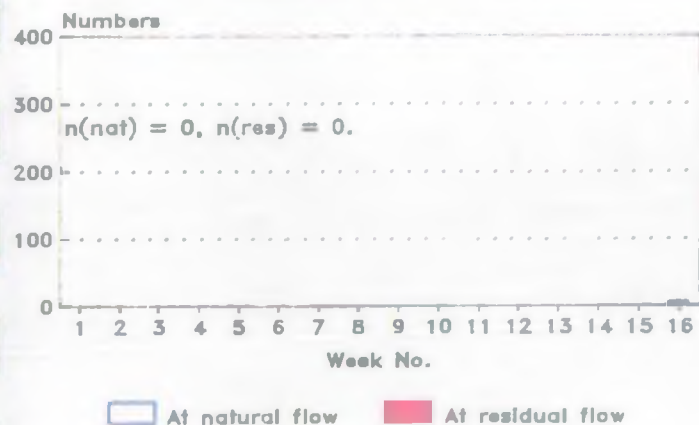 Numbers
400
300
n(nat) = 0, n(res) = 0.
200
100
0
1 2 3 4 5 6 7 8 9 10 11 12 13 14 15 16
Week No.
At natural flow At residual flow